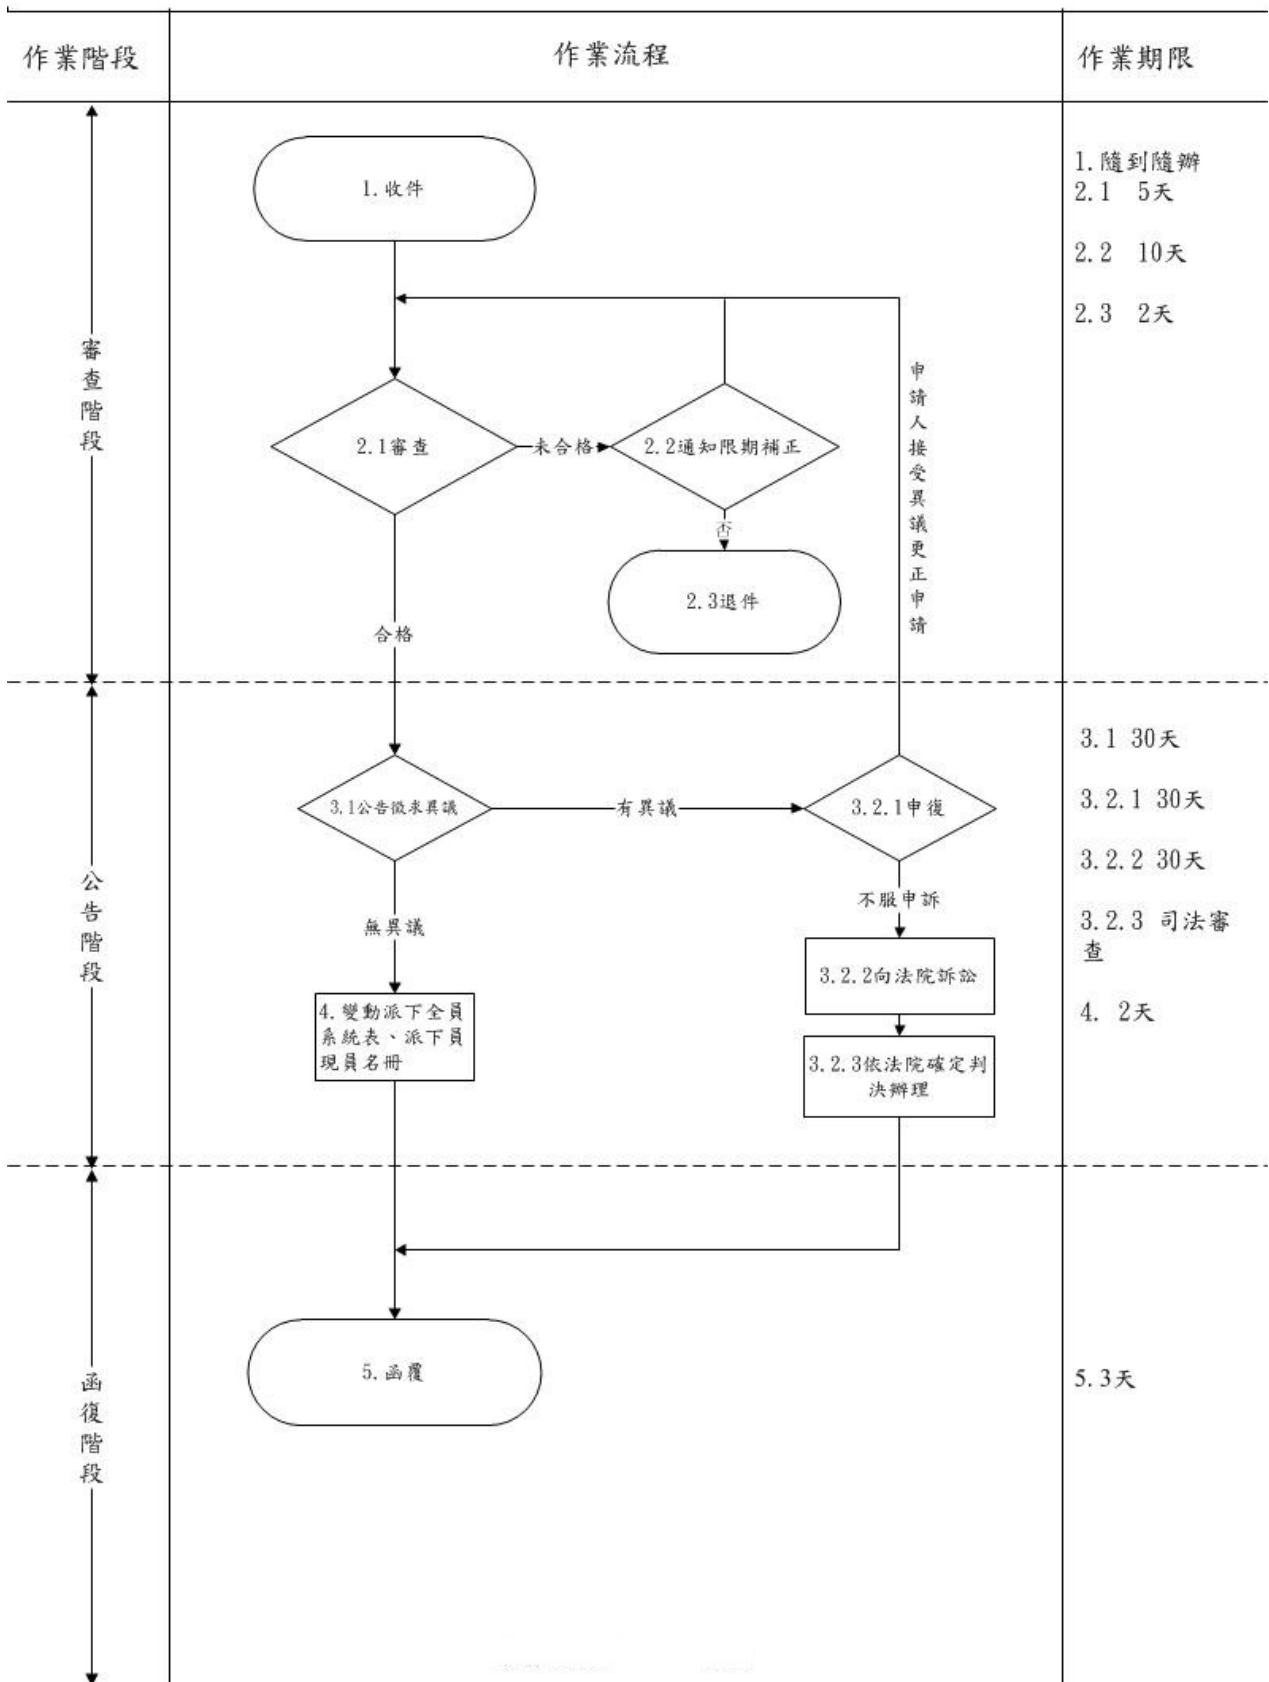 作業階段
作業流程
作業期限
審查階段
1.收件
2.1審查
未合格
2.2通知限期補正
否
2.3退件
合格
申請人接受異議更正申請
1.隨到隨辦
2.1 5天
2.2 10天
2.3 2天
公告階段
3.1公告徵求異議
有異議
3.2.1申復
無異議
不服申訴
4.變動派下全員
系統表、派下員
現員名冊
3.2.2向法院訴訟
3.2.3依法院確定判
決辦理
3.1 30天
3.2.1 30天
3.2.2 30天
3.2.3 司法審
查
4. 2天
函復階段
5.函覆
5.3天